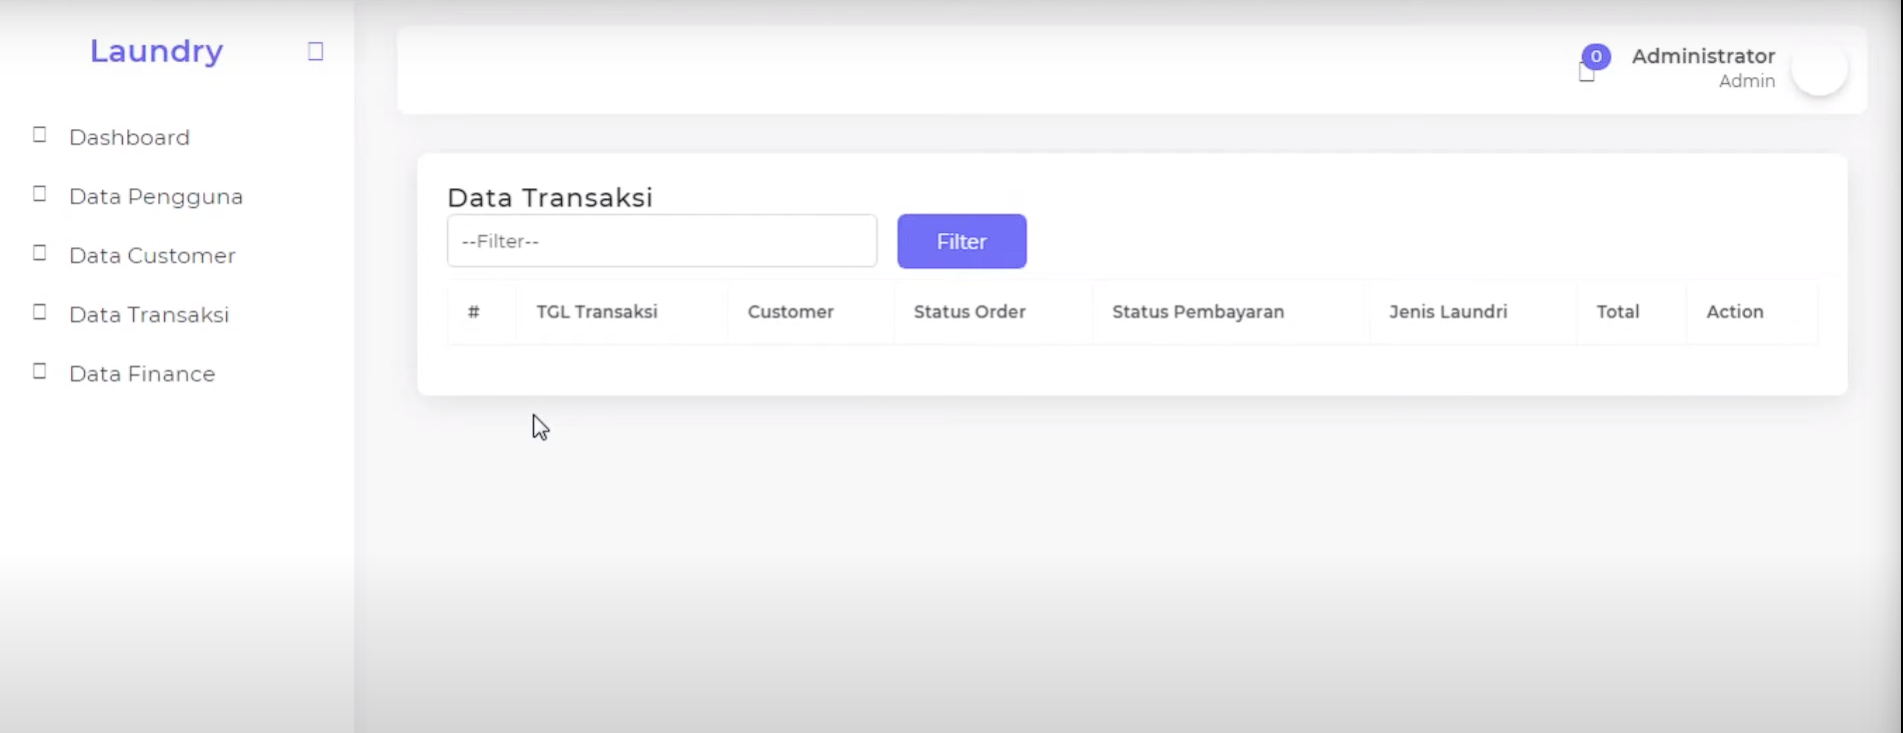 Laundry
Dashboard
Data Pengguna
Data Customer
Data Transaksi
Data Finance
0
Administrator
Admin
Data Transaksi
--Filter--
Filter
# TGL Transaksi Customer Status Order Status Pembayaran Jenis Laundri Total Action